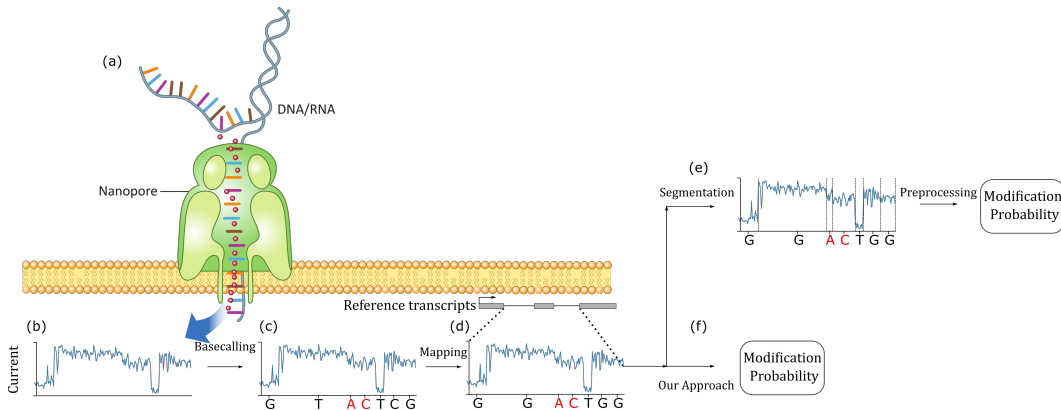 (a)
DNA/RNA
Nanopore
(e)
Segmentation
Preprocessing
Modification
Probability
G G A C T G G
Reference transcripts
(b)
Current
Basecalling
(c)
G T A C T C G
Mapping
(d)
G G A C T G G
(f)
Our Approach
Modification
Probability